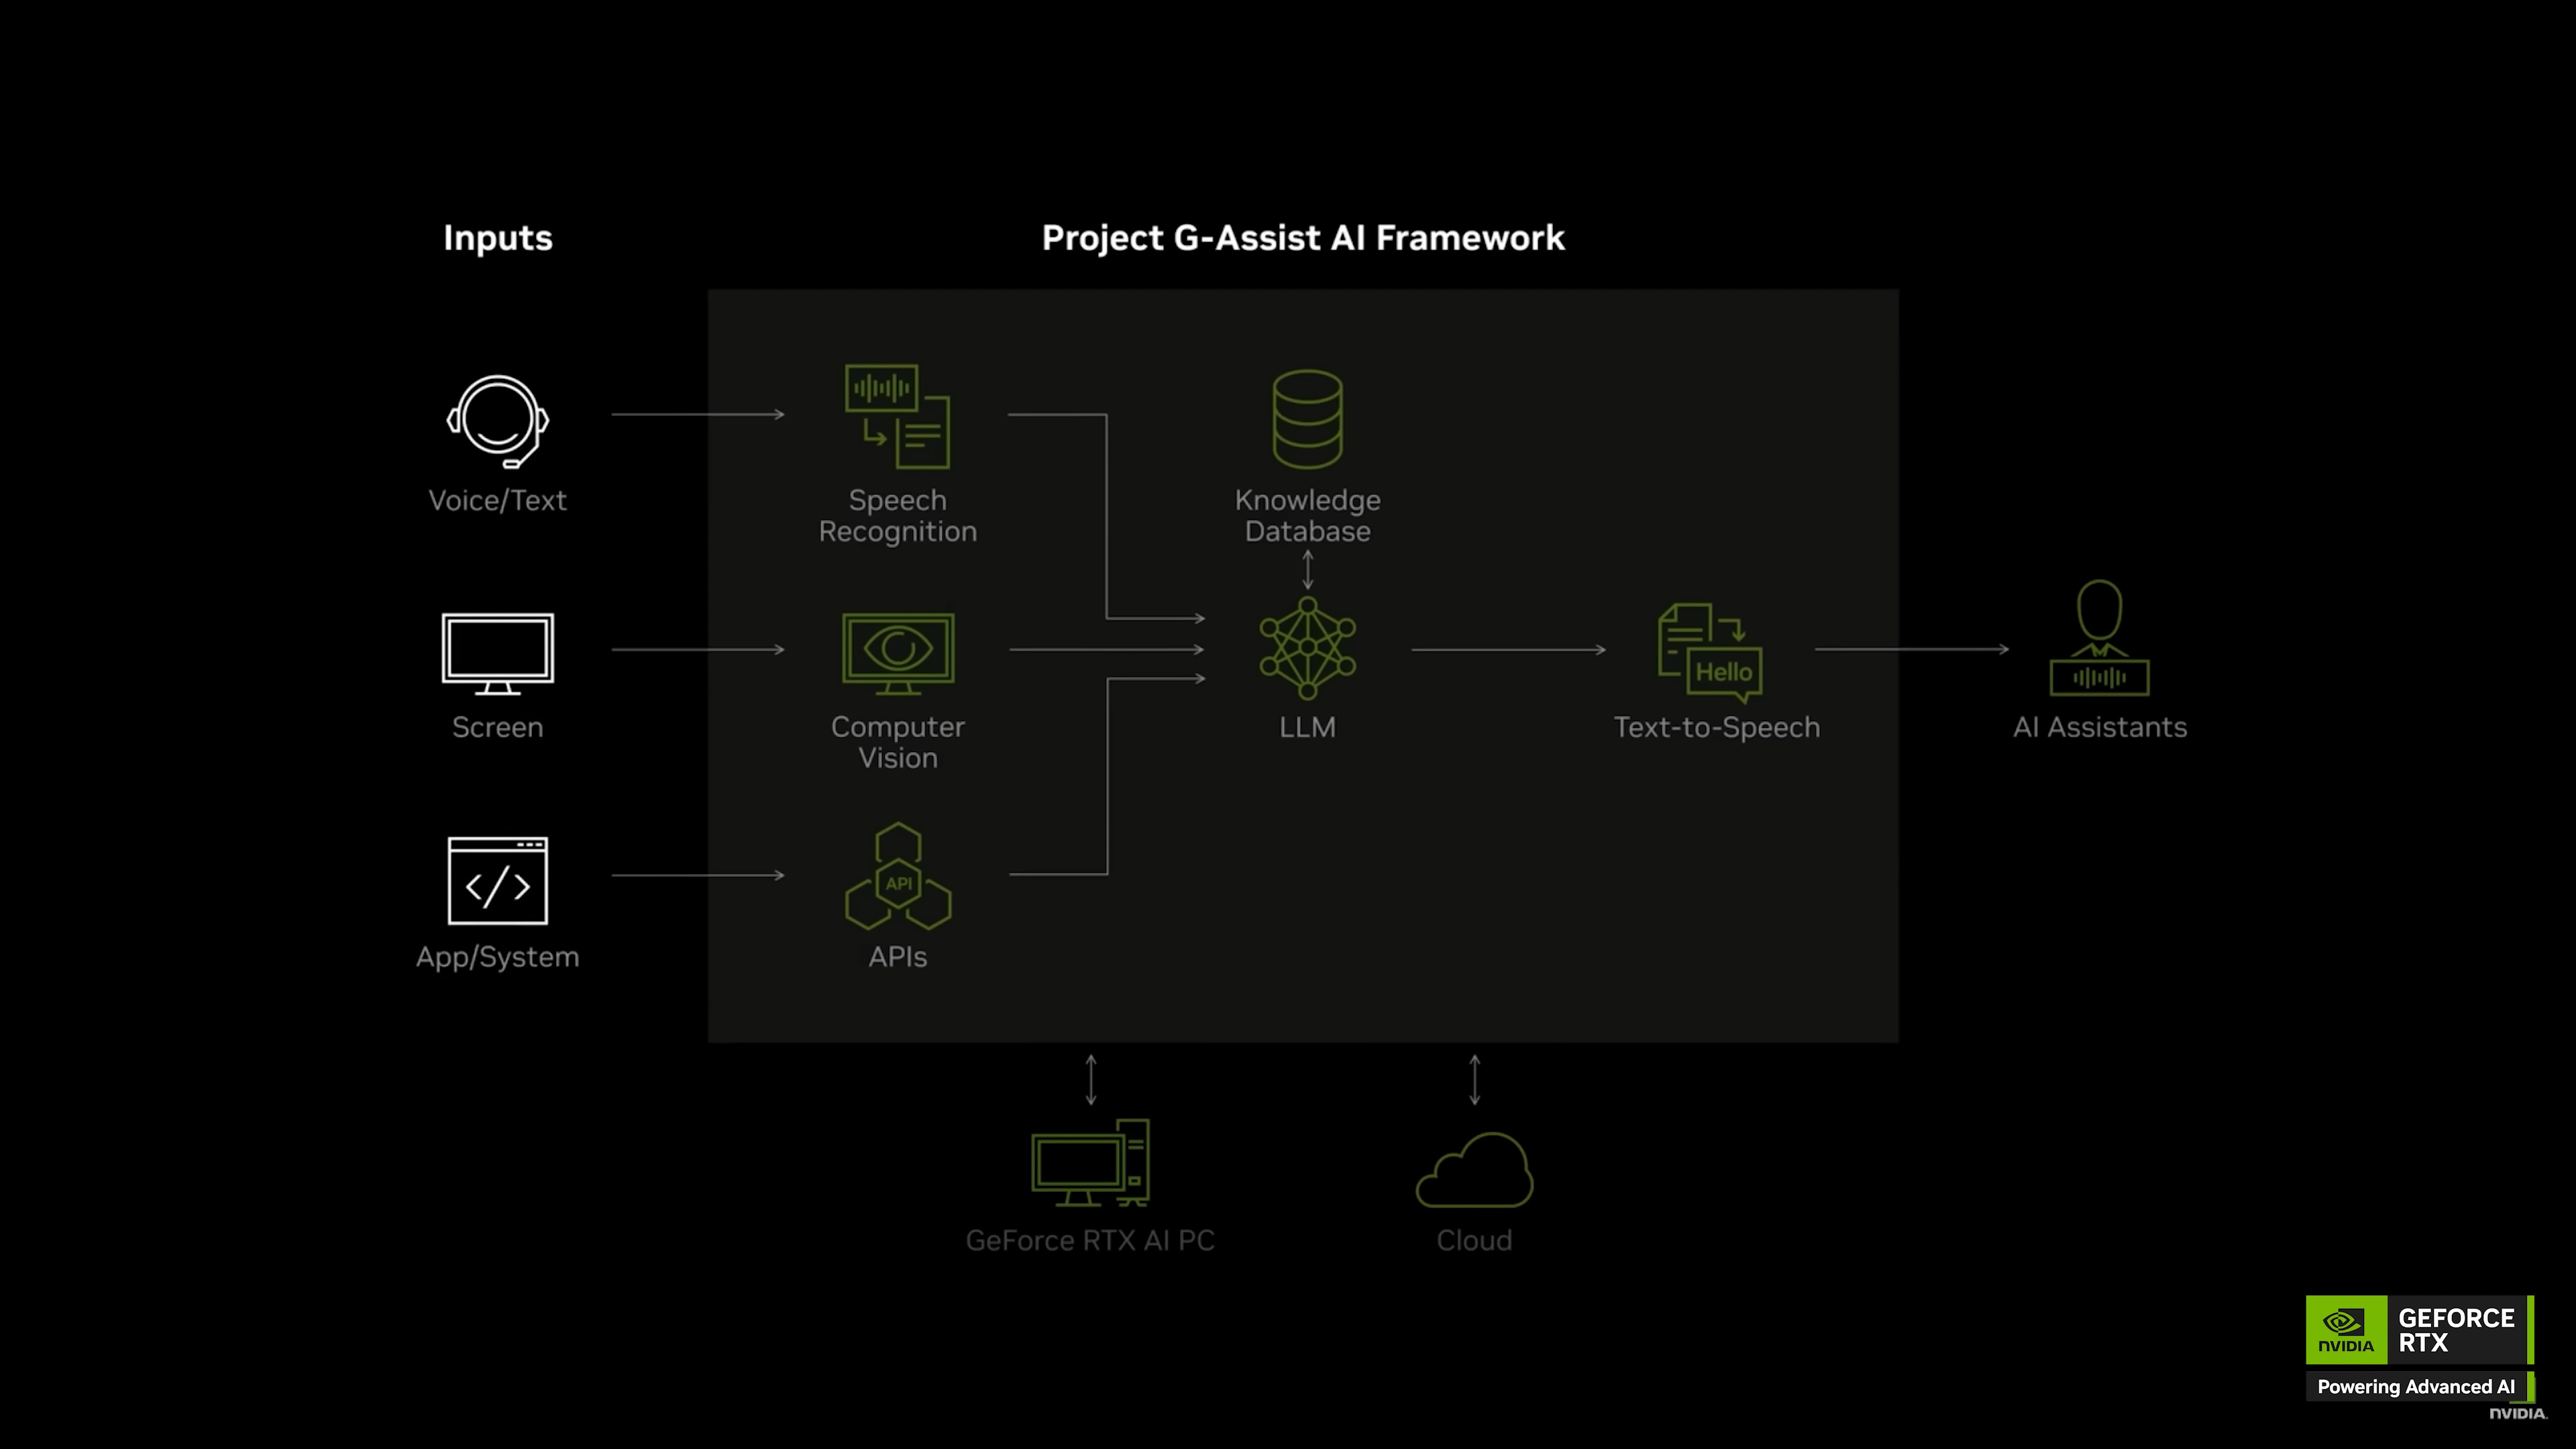 Inputs
Project G-Assist AI Framework
Voice/Text
Speech
Recognition
Knowledge
Database
Screen
Computer
Vision
LLM
Hello
Text-to-Speech
AI Assistants
App/System
API
APIs
GeForce RTX AI PC
Cloud
NVIDIA
GEFORCE
RTX
Powering Advanced AI
NVIDIA.